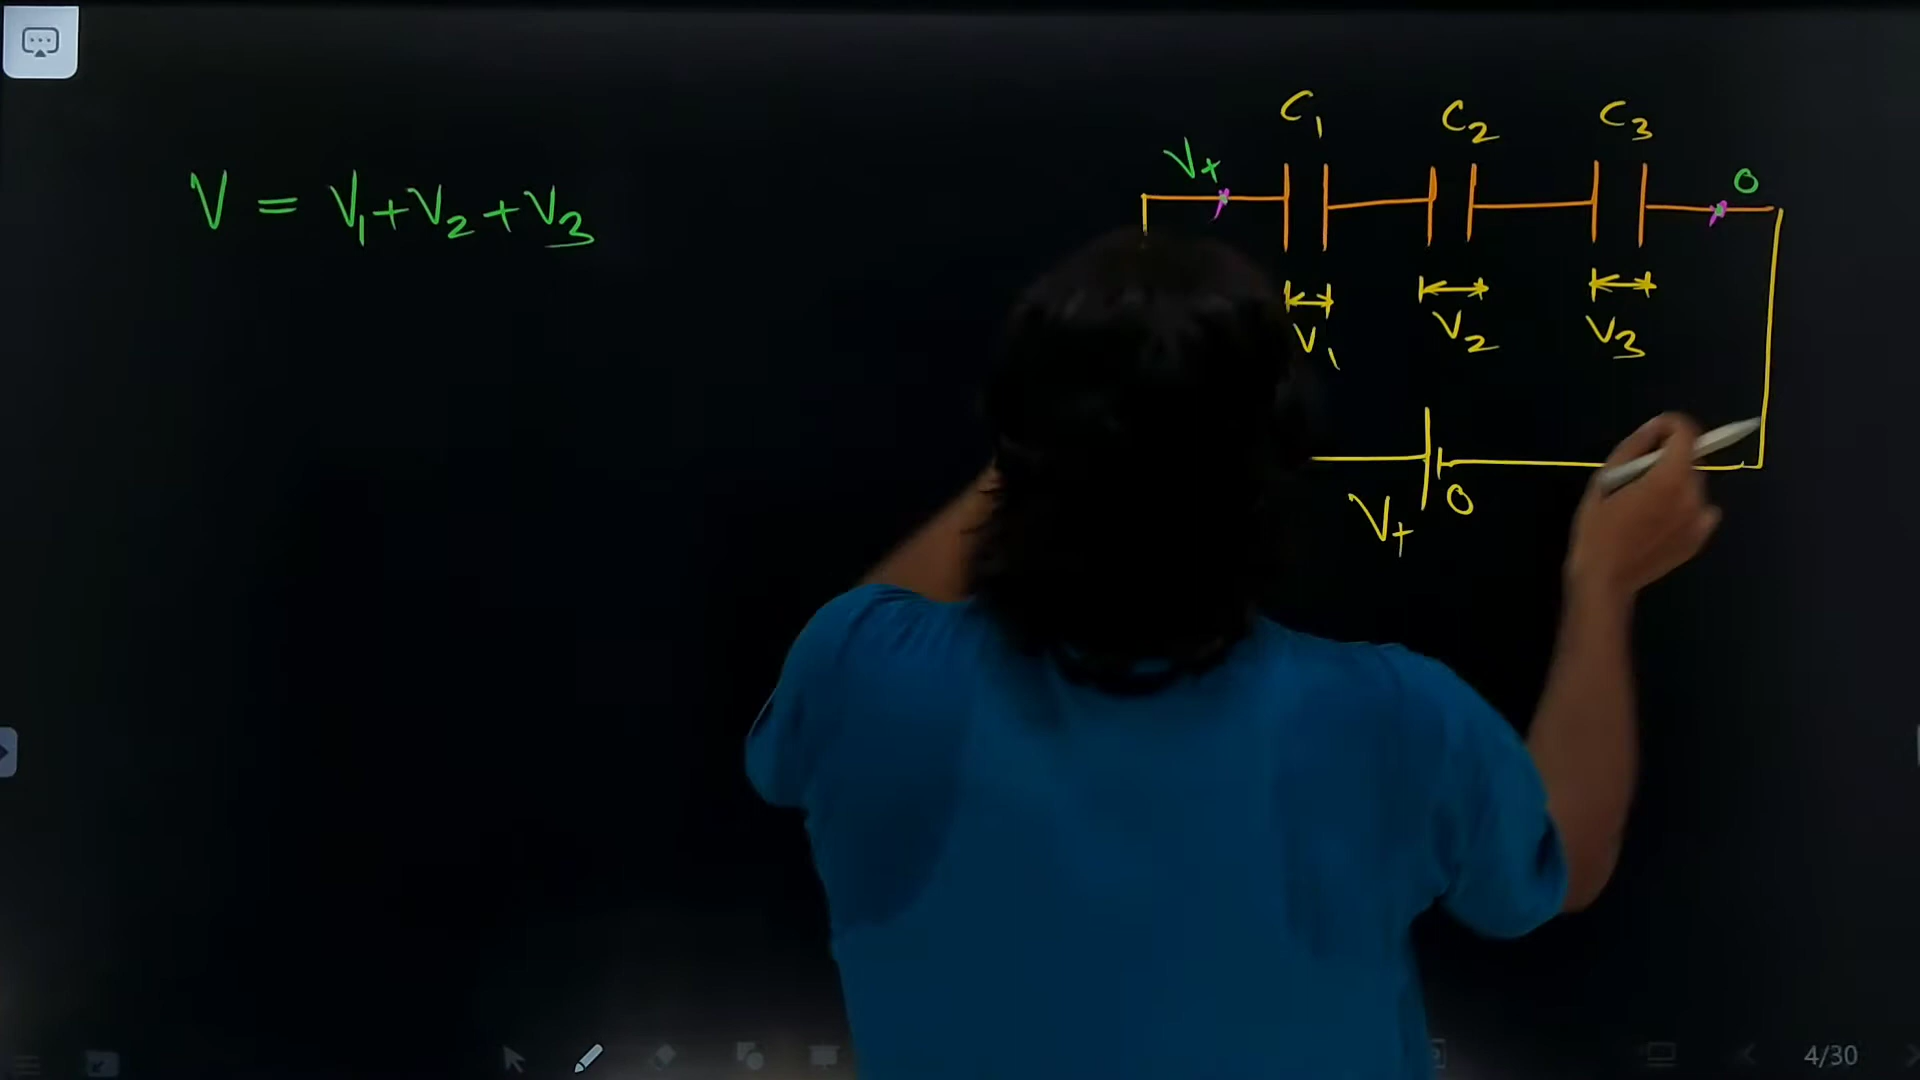 V = V₁+V₂+V₃
C₁ C₂ C₃
V+ 0
V₁ V₂ V₃
V+ 0
4/30